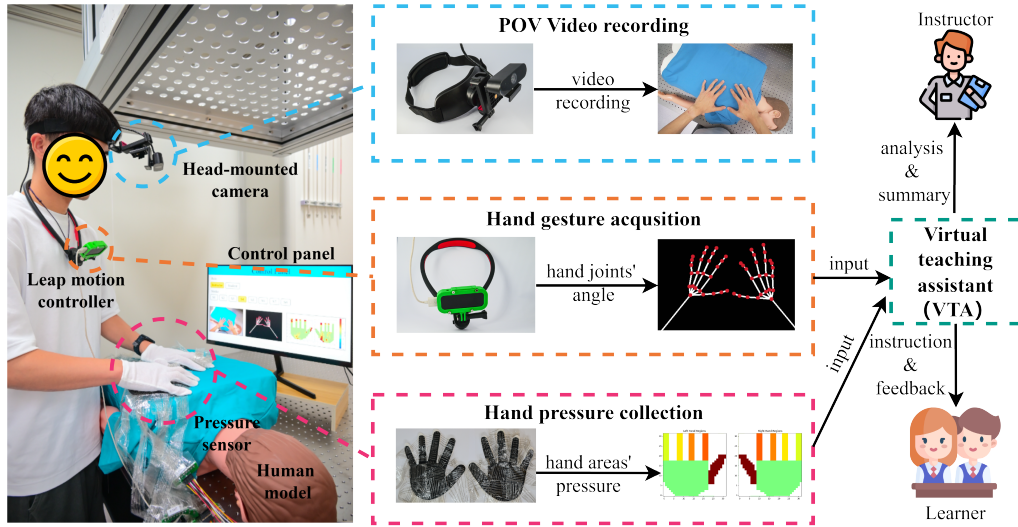 Head-mounted
camera
Leap motion
controller
Control panel
Pressure
sensor
Human
model
POV Video recording
video
recording
Hand gesture acqusition
hand joints'
angle
Hand pressure collection
hand areas'
pressure
input
input
Instructor
analysis
&
summary
Virtual
teaching
assistant
(VTA)
instruction
&
feedback
Learner